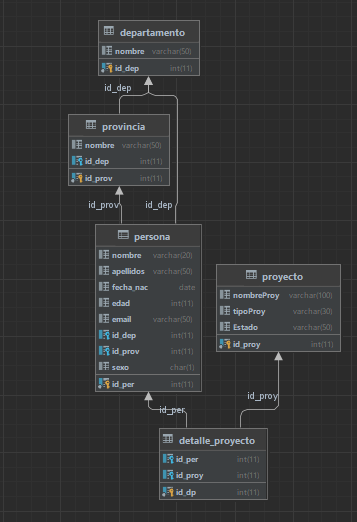 departamento
nombre varchar(50)
id_dep int(11)
id_dep
provincia
nombre varchar(50)
id_dep int(11)
id_prov int(11)
id_prov id_dep
persona
nombre varchar(20)
apellidos varchar(50)
fecha_nac date
edad int(11)
email varchar(50)
id_dep int(11)
id_prov int(11)
sexo char(1)
id_per int(11)
proyecto
nombreProy varchar(100)
tipoProy varchar(30)
Estado varchar(50)
id_proy int(11)
id_per
id_proy
detalle_proyecto
id_per int(11)
id_proy int(11)
id_dp int(11)